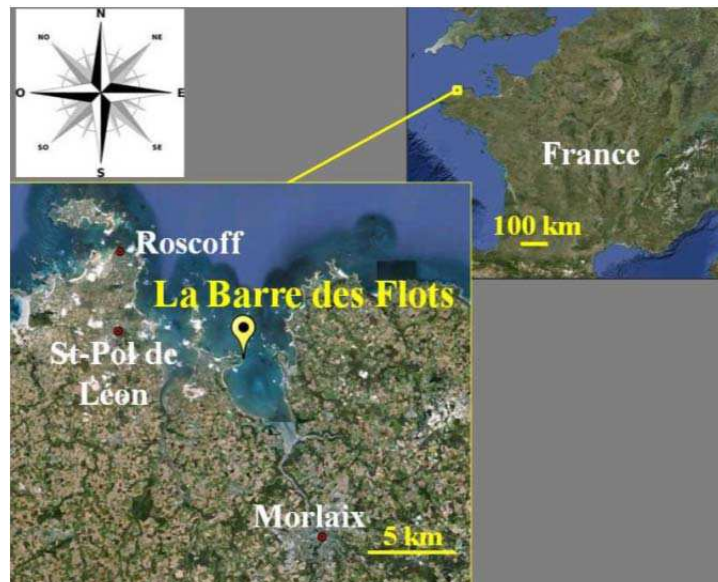 N
NO
NE
O
E
SO
SE
S
France
100 km
Roscoff
La Barre des Flots
St-Pol de
Léon
Morlaix
5 km